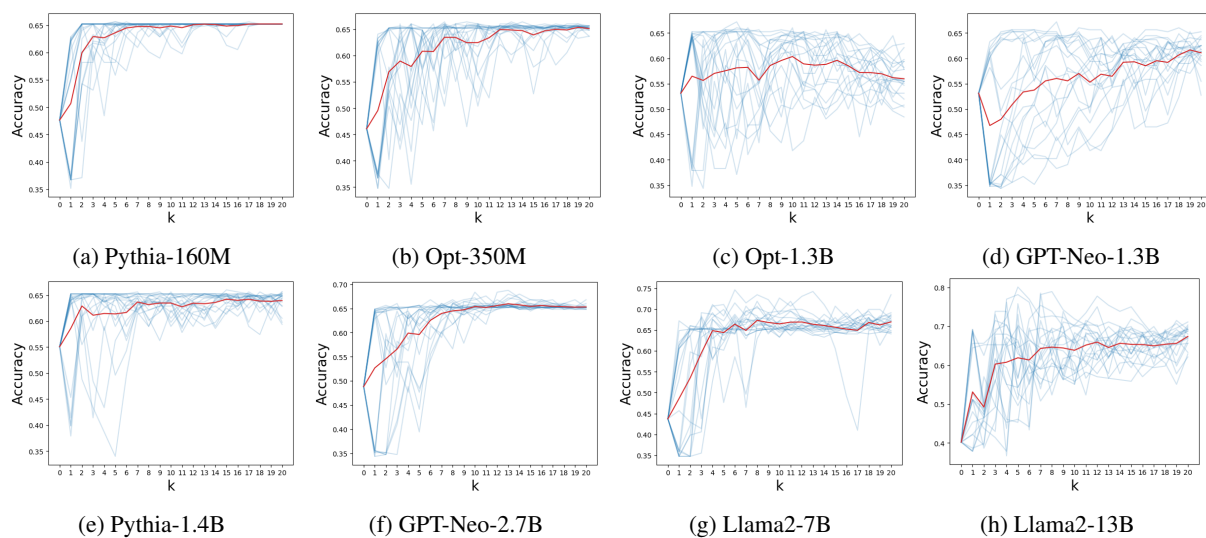 Accuracy
0.65
0.60
0.55
0.50
0.45
0.40
0.35
0 1 2 3 4 5 6 7 8 9 10 11 12 13 14 15 16 17 18 19 20
k
(a) Pythia-160M
Accuracy
0.65
0.60
0.55
0.50
0.45
0.40
0.35
0 1 2 3 4 5 6 7 8 9 10 11 12 13 14 15 16 17 18 19 20
k
(b) Opt-350M
Accuracy
0.65
0.60
0.55
0.50
0.45
0.40
0.35
0 1 2 3 4 5 6 7 8 9 10 11 12 13 14 15 16 17 18 19 20
k
(c) Opt-1.3B
Accuracy
0.65
0.60
0.55
0.50
0.45
0.40
0.35
0 1 2 3 4 5 6 7 8 9 10 11 12 13 14 15 16 17 18 19 20
k
(d) GPT-Neo-1.3B
Accuracy
0.65
0.60
0.55
0.50
0.45
0.40
0.35
0 1 2 3 4 5 6 7 8 9 10 11 12 13 14 15 16 17 18 19 20
k
(e) Pythia-1.4B
Accuracy
0.70
0.65
0.60
0.55
0.50
0.45
0.40
0.35
0 1 2 3 4 5 6 7 8 9 10 11 12 13 14 15 16 17 18 19 20
k
(f) GPT-Neo-2.7B
Accuracy
0.75
0.70
0.65
0.60
0.55
0.50
0.45
0.40
0.35
0 1 2 3 4 5 6 7 8 9 10 11 12 13 14 15 16 17 18 19 20
k
(g) Llama2-7B
Accuracy
0.8
0.7
0.6
0.5
0.4
0 1 2 3 4 5 6 7 8 9 10 11 12 13 14 15 16 17 18 19 20
k
(h) Llama2-13B